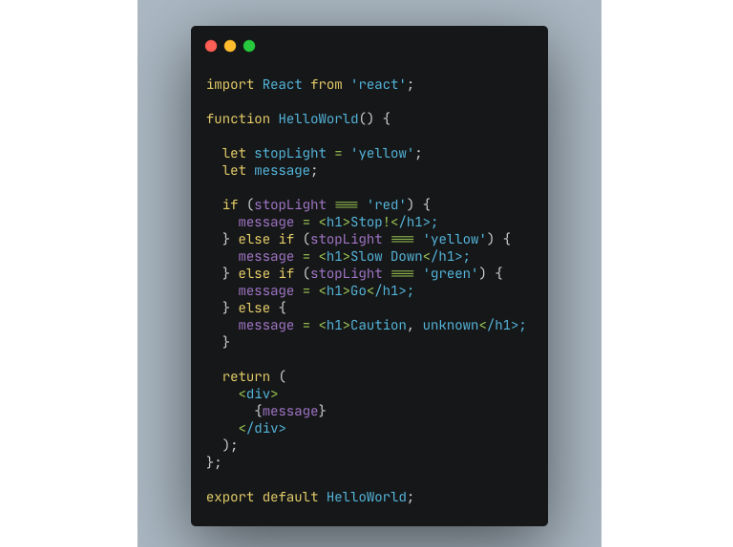 import React from 'react';
function HelloWorld() {
let stopLight = 'yellow';
let message;
if (stopLight === 'red') {
message = <h1>Stop!</h1>;
} else if (stopLight === 'yellow') {
message = <h1>Slow Down</h1>;
} else if (stopLight === 'green') {
message = <h1>Go</h1>;
} else {
message = <h1>Caution, unknown</h1>;
}
return (
<div>
{message}
</div>
);
};
export default HelloWorld;